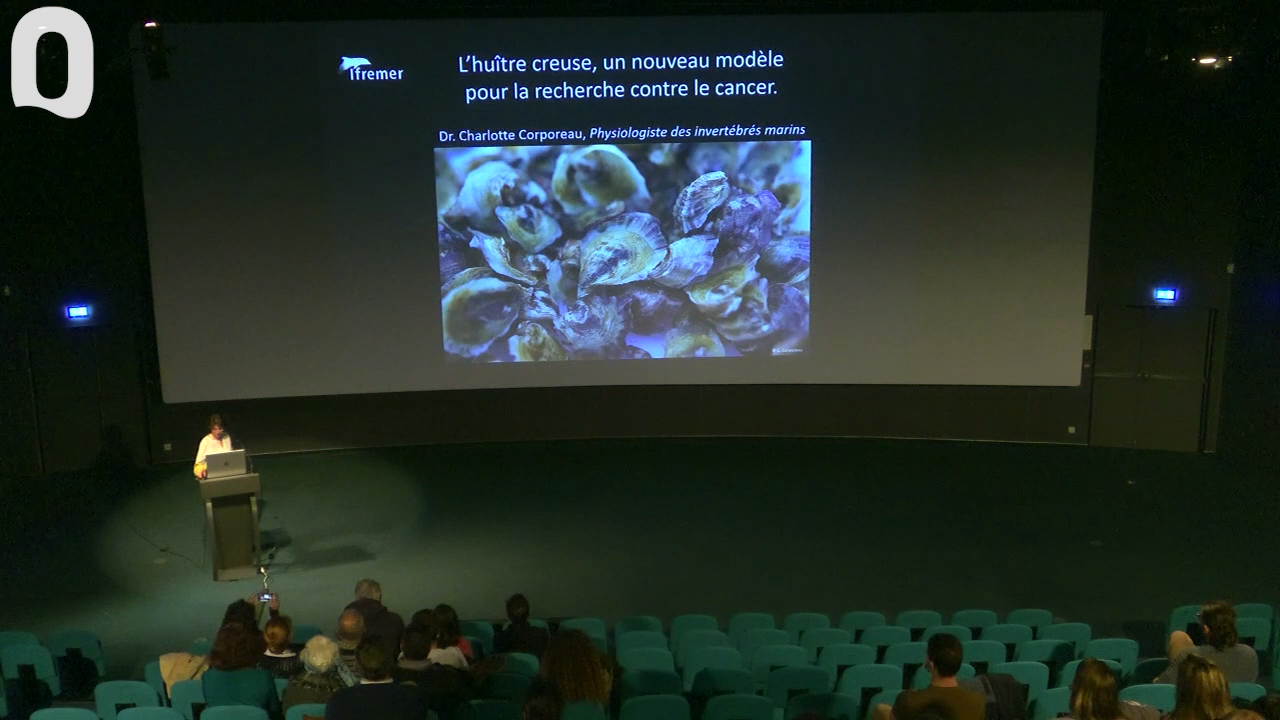 Ifremer
L'huître creuse, un nouveau modèle
pour la recherche contre le cancer.
Dr. Charlotte Corporeau, Physiologiste des invertébrés marins